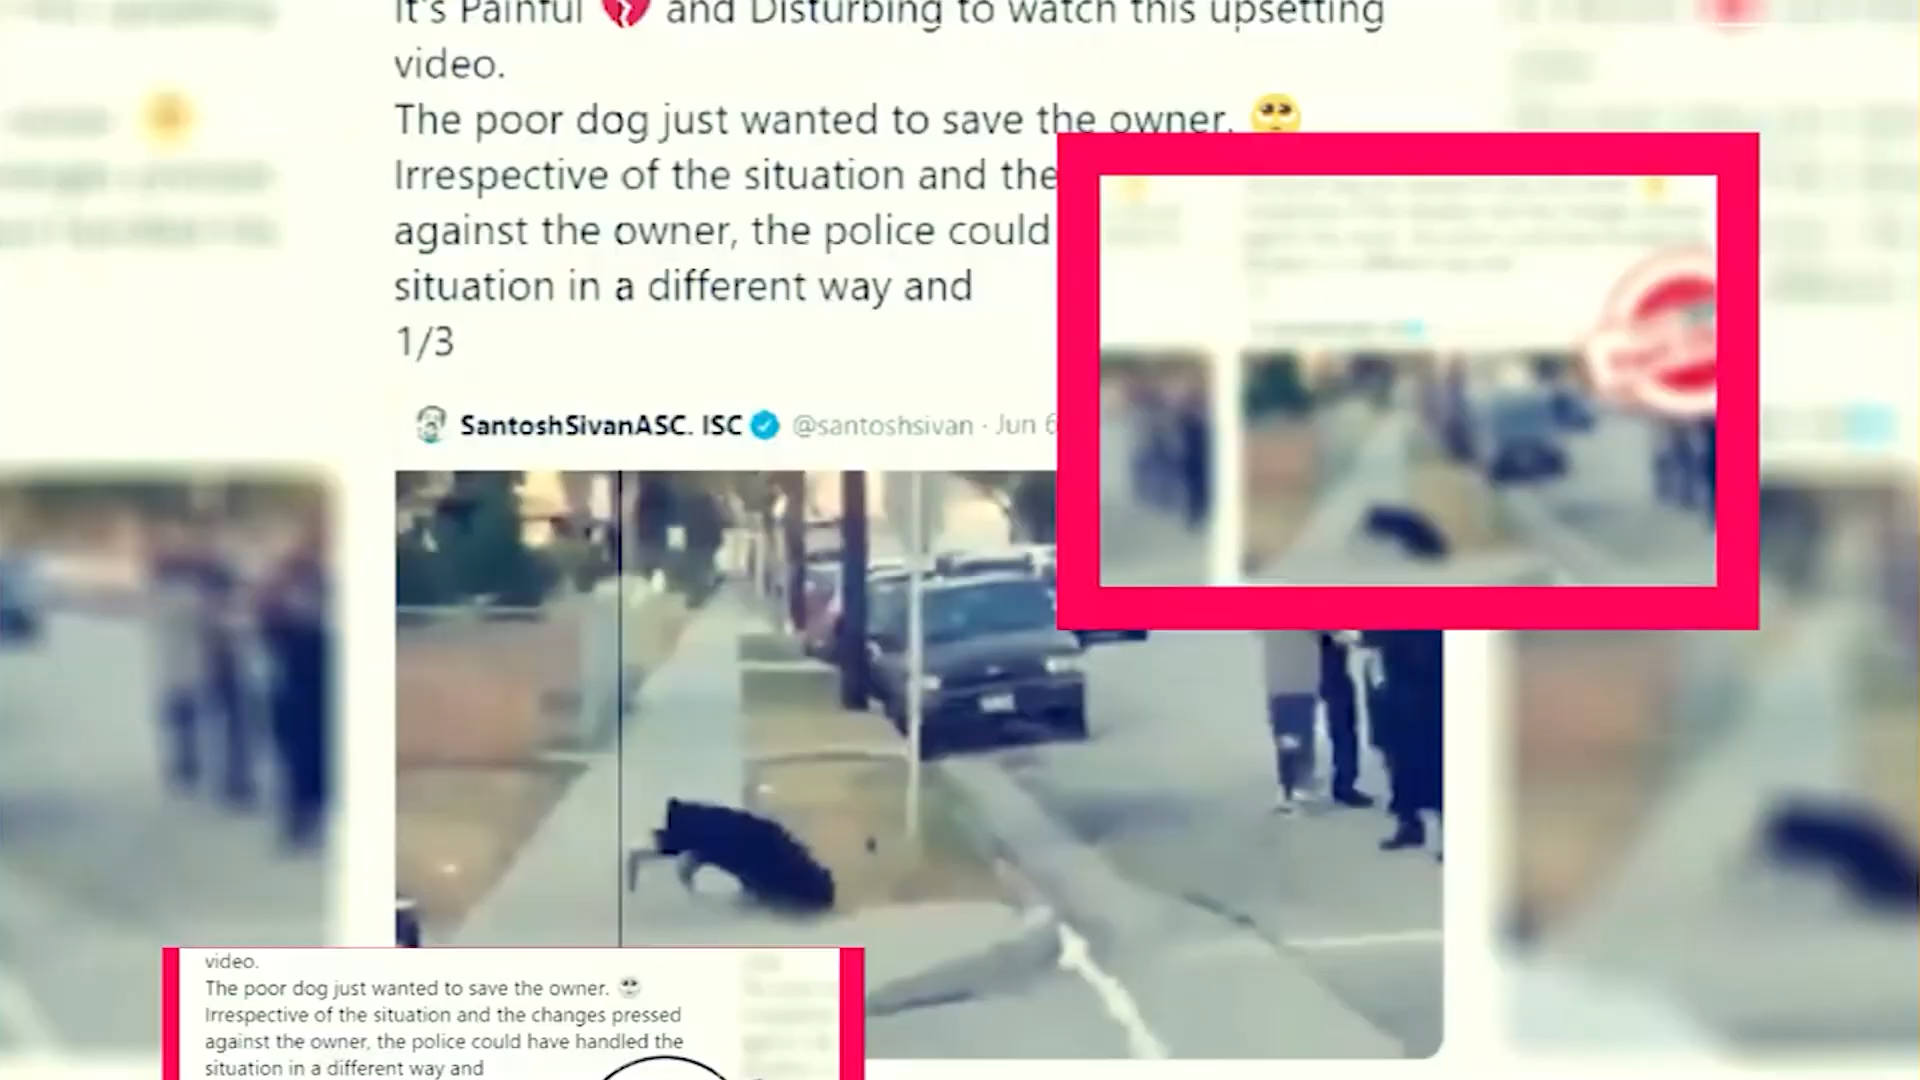 It's Painful 💔 and Disturbing to watch this upsetting
video.
The poor dog just wanted to save the owner. 🥺
Irrespective of the situation and the
against the owner, the police could
situation in a different way and
1/3
SantoshSivanASC. ISC @santoshsivan · Jun 6
video.
The poor dog just wanted to save the owner. 🥺
Irrespective of the situation and the changes pressed
against the owner, the police could have handled the
situation in a different way and